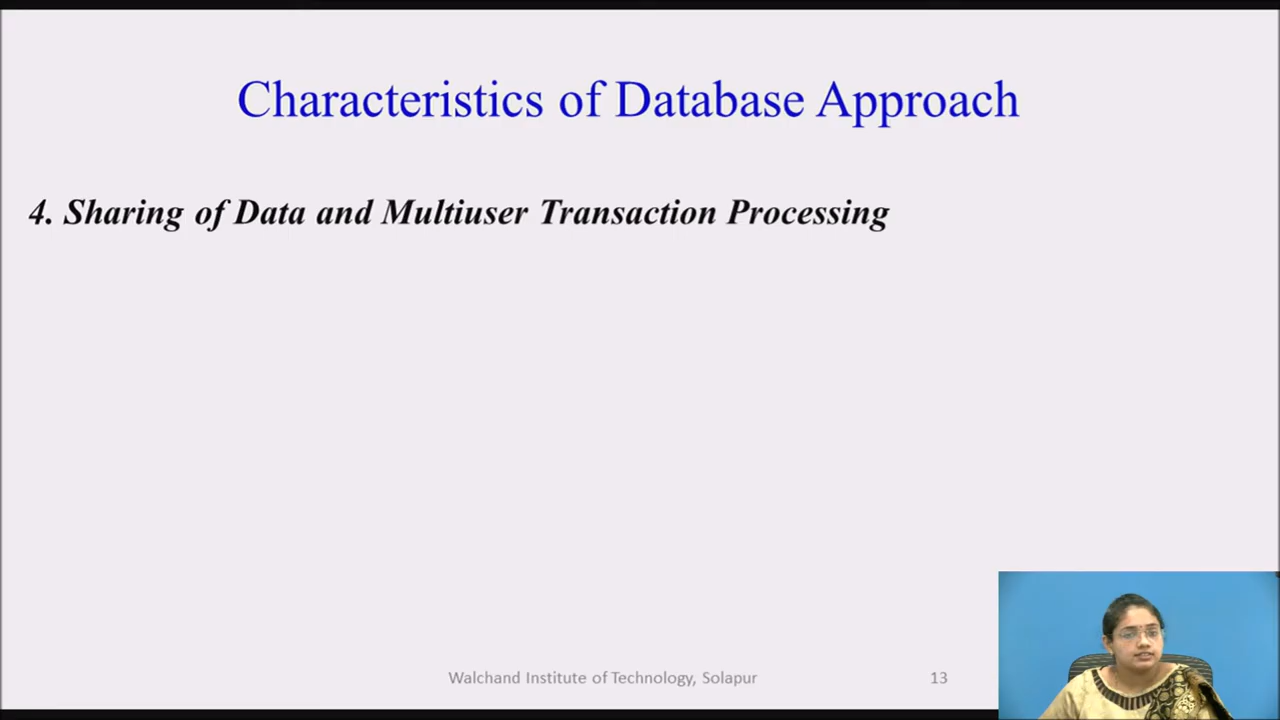 Characteristics of Database Approach
4. Sharing of Data and Multiuser Transaction Processing
Walchand Institute of Technology, Solapur
13